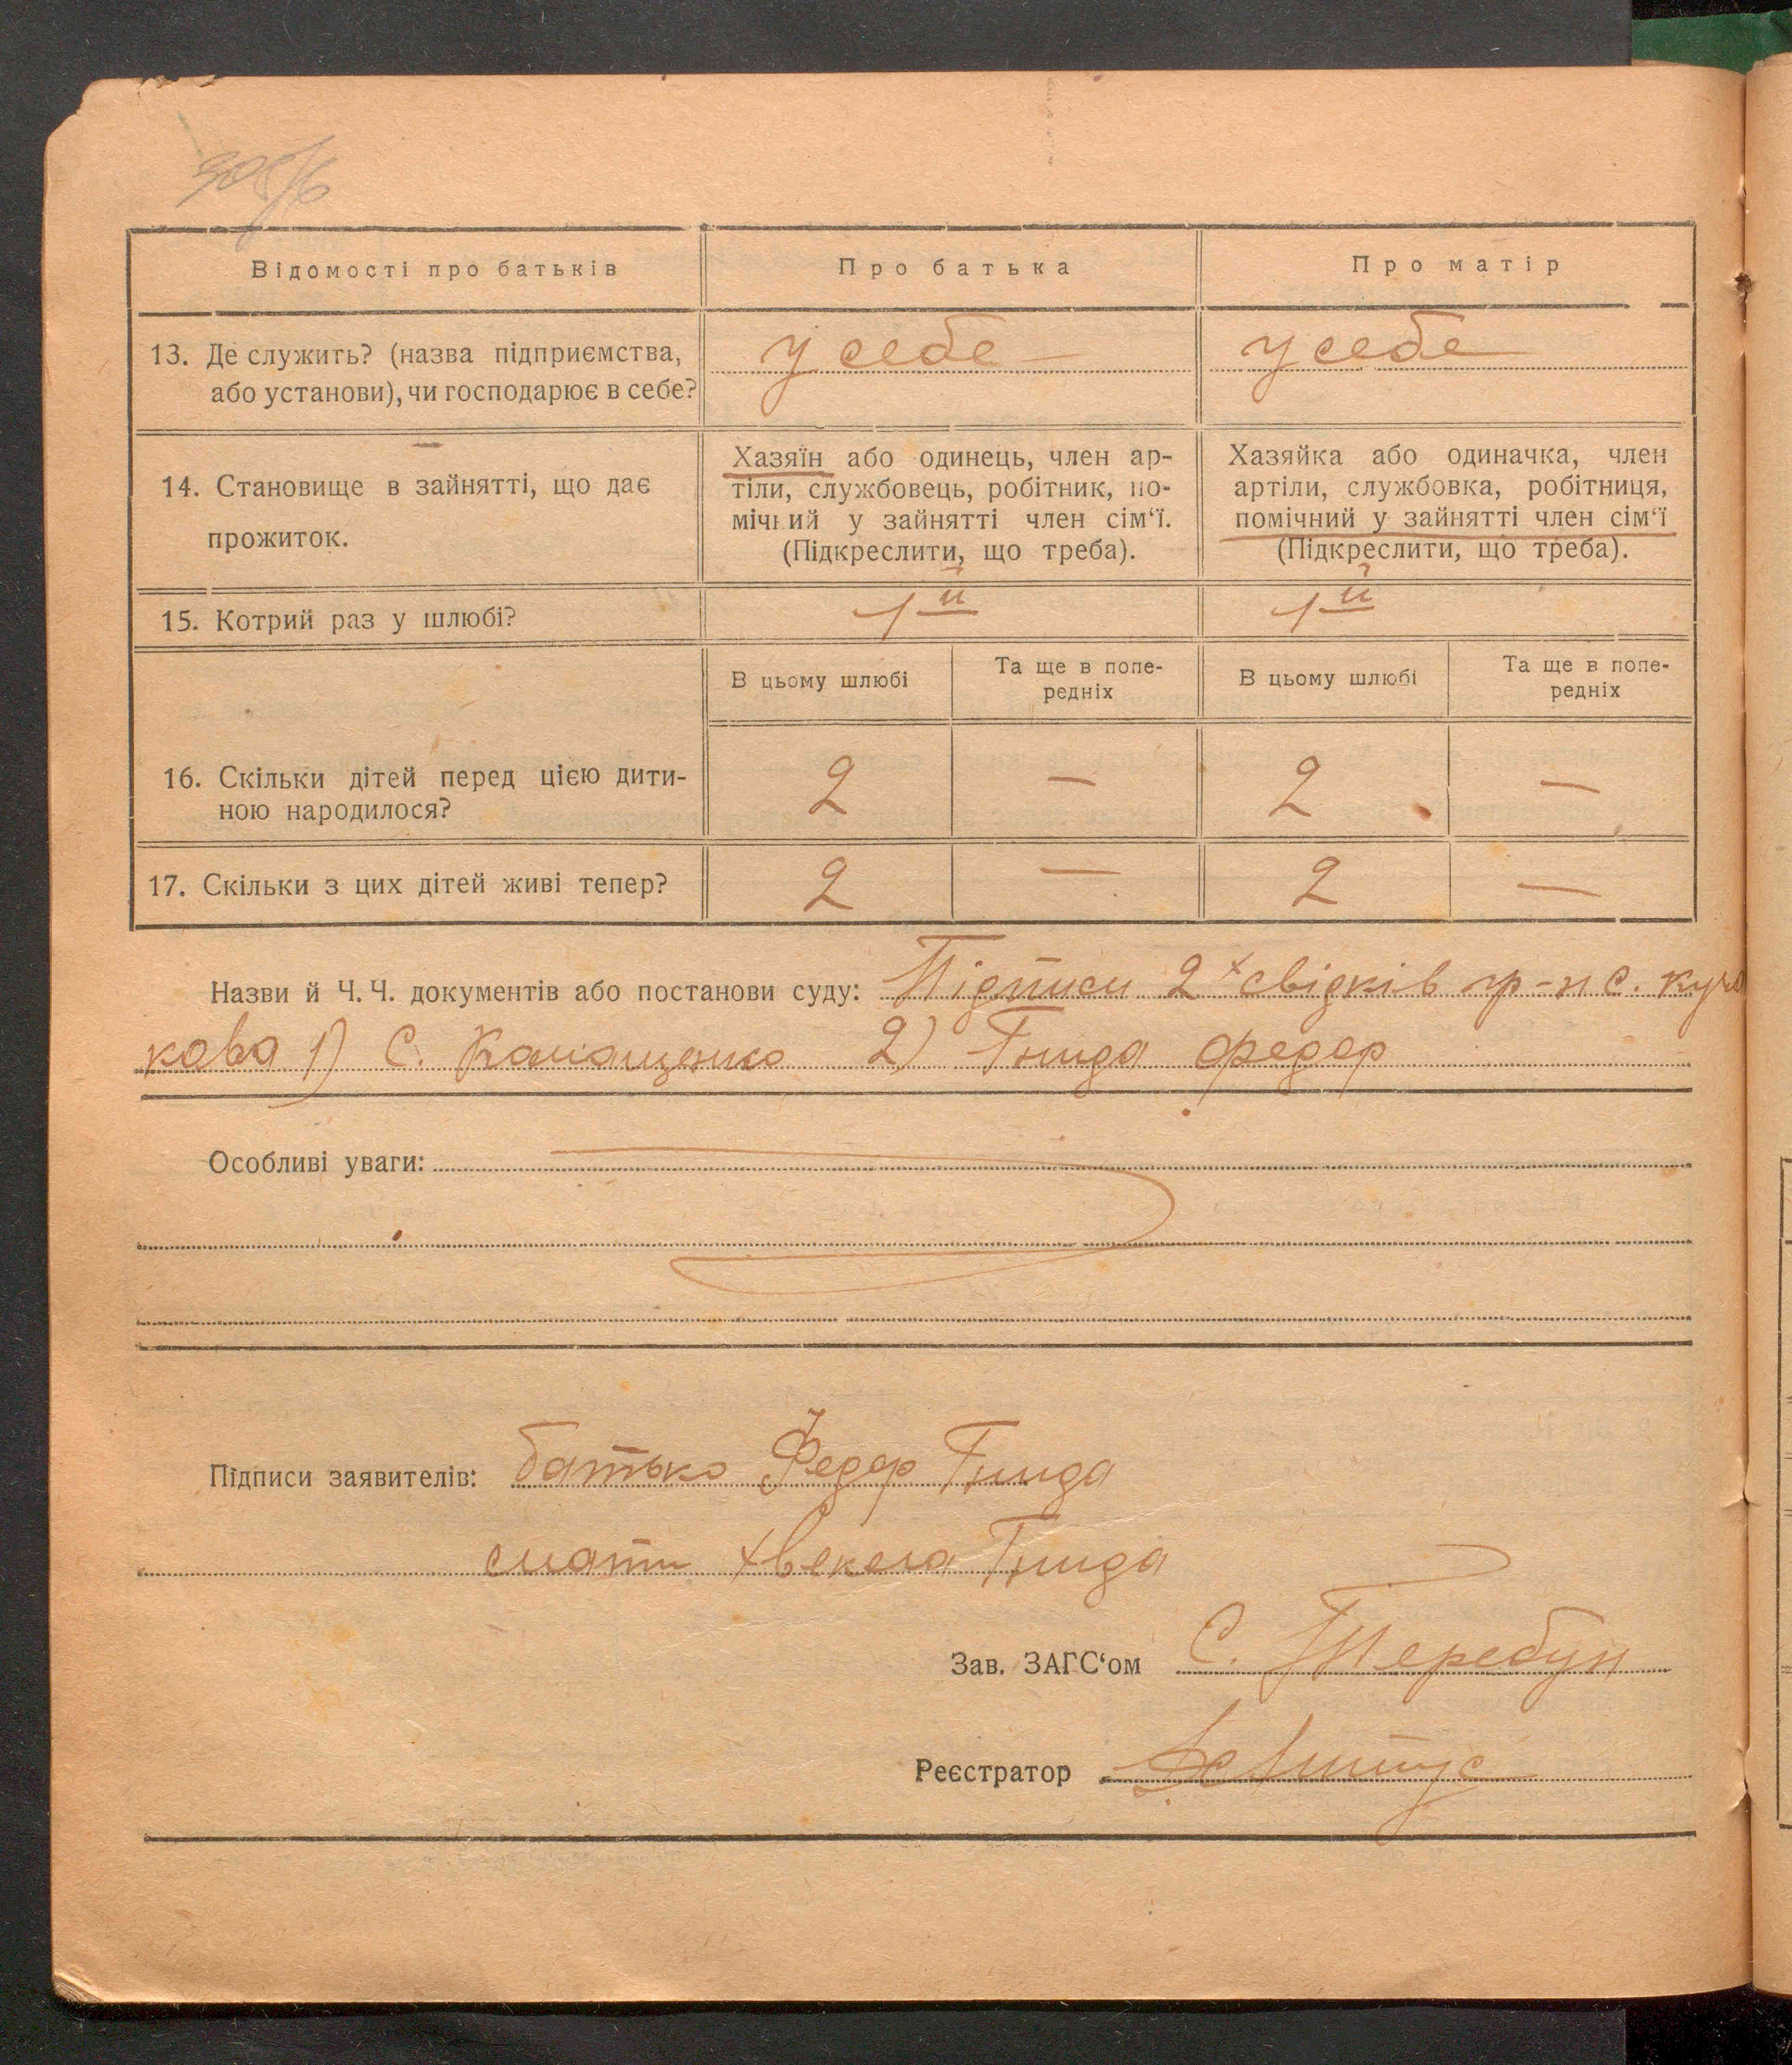 Відомості про батьків
Про батька
Про матір
13. Де служить? (назва підприємства,
або установи), чи господарює в себе?
у себе
у себе
14. Становище в зайнятті, що дає
прожиток.
Хазяїн або одинець, член ар-
тіли, службовець, робітник, по-
мічний у зайнятті член сім‘ї.
(Підкреслити, що треба).
Хазяйка або одиначка, член
артіли, службовка, робітниця,
помічний у зайнятті член сім‘ї
(Підкреслити, що треба).
15. Котрий раз у шлюбі?
1й
1й
В цьому шлюбі
Та ще в попе-
редніх
В цьому шлюбі
Та ще в попе-
редніх
16. Скільки дітей перед цією дити-
ною народилося?
2 — 2 —
17. Скільки з цих дітей живі тепер?
2 — 2 —
Назви й Ч. Ч. документів або постанови суду: Підписи 2х свідків гр-н с.
1) С. 2) Гнида Федор
Особливі уваги:
Підписи заявителів: батько Федор Гнида
мати Гнида
Зав. ЗАГС‘ом С. Теребун
Реєстратор